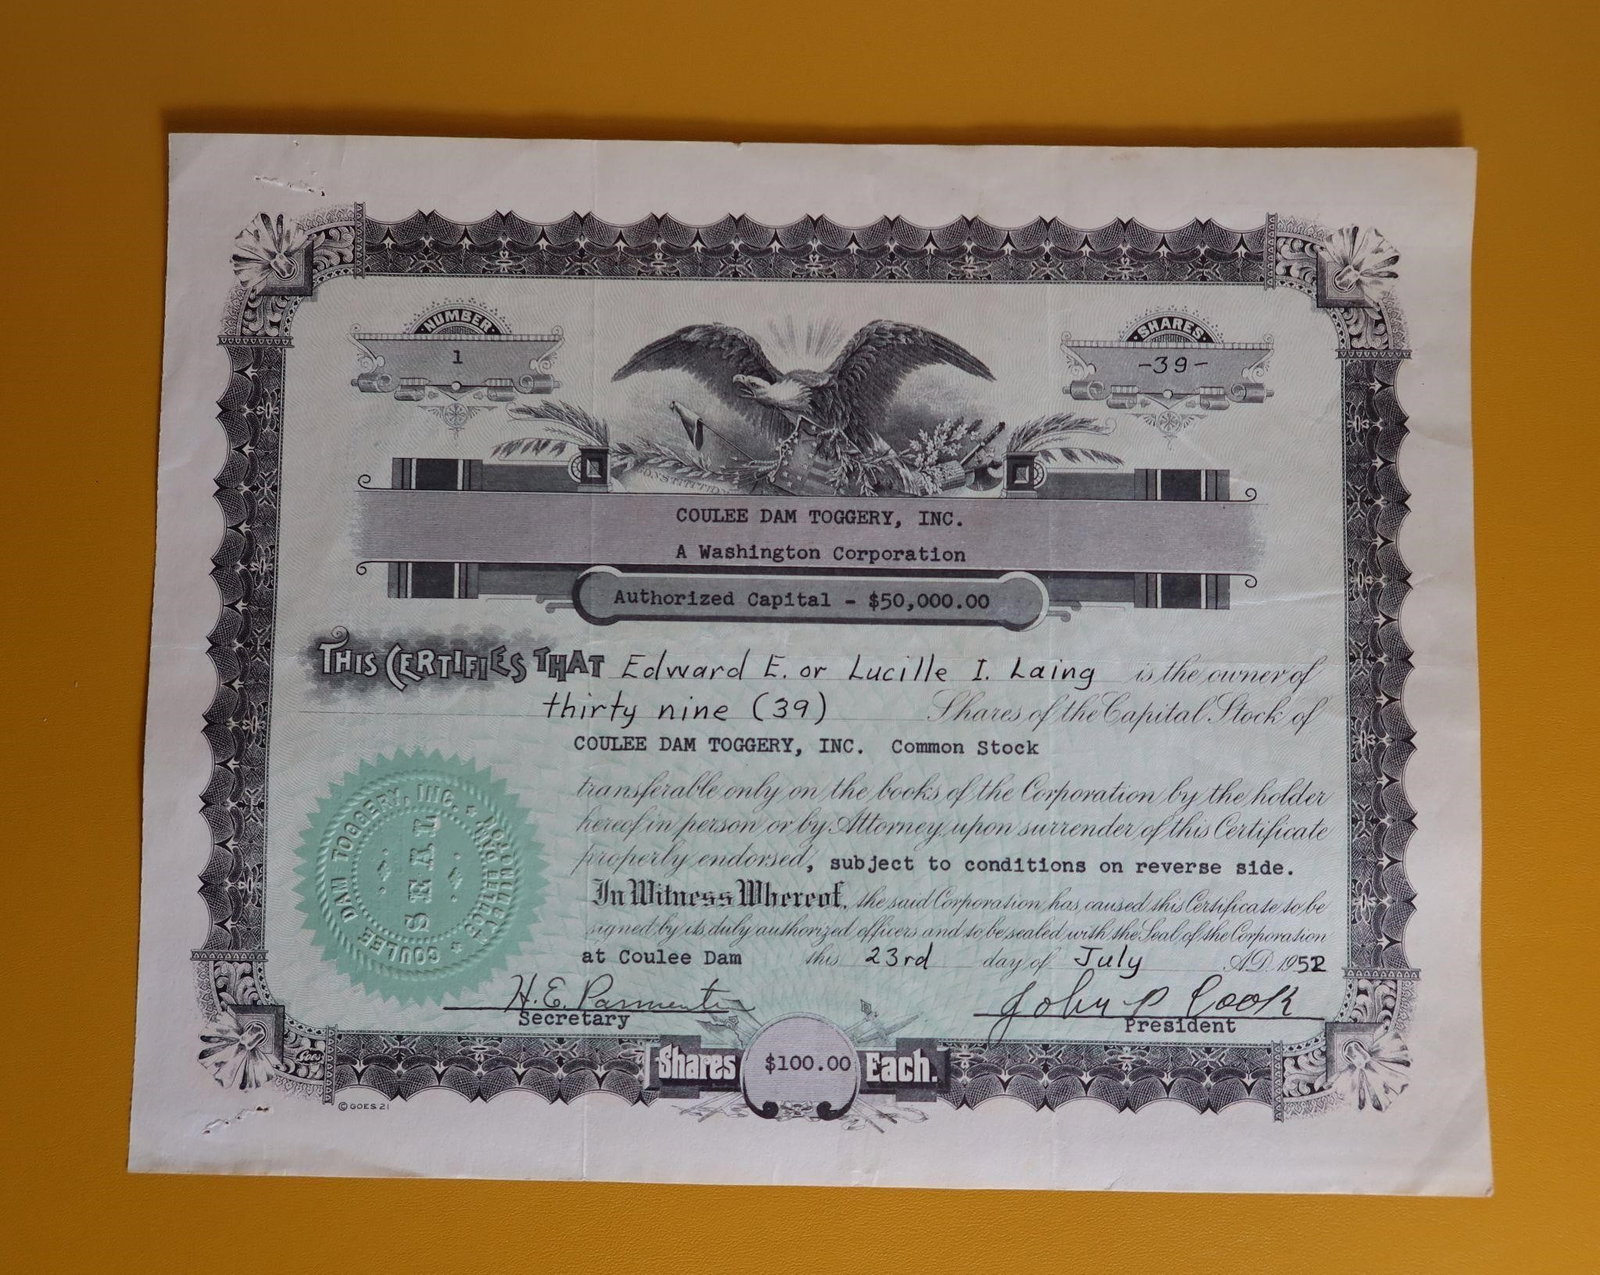 NUMBER
1
SHARES
-39-
CONSTITUTION
COULEE DAM TOGGERY, INC.
A Washington Corporation
Authorized Capital - $50,000.00
THIS CERTIFIES THAT Edward E. or Lucille I. Laing is the owner of
thirty nine (39) Shares of the Capital Stock of
COULEE DAM TOGGERY, INC. Common Stock
transferable only on the books of the Corporation by the holder
hereof in person or by Attorney upon surrender of this Certificate
properly endorsed, subject to conditions on reverse side.
In Witness Whereof, the said Corporation has caused this Certificate to be
signed by its duly authorized officers and to be sealed with the Seal of the Corporation
at Coulee Dam this 23rd day of July A.D. 1952
H. E. Parmenter
John P Cook
Secretary
President
COULEE DAM TOGGERY, INC.
SEAL
Shares $100.00 Each.
Goes
© GOES 21